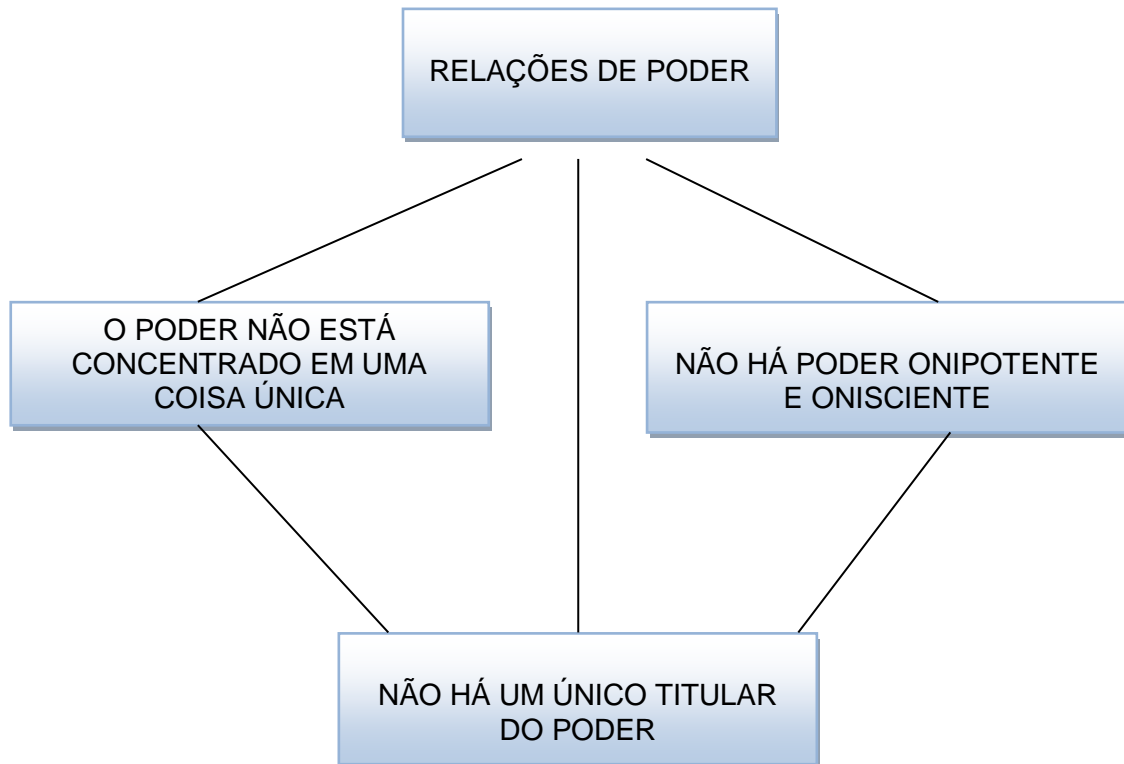 RELAÇÕES DE PODER
O PODER NÃO ESTÁ
CONCENTRADO EM UMA
COISA ÚNICA
NÃO HÁ PODER ONIPOTENTE
E ONISCIENTE
NÃO HÁ UM ÚNICO TITULAR
DO PODER